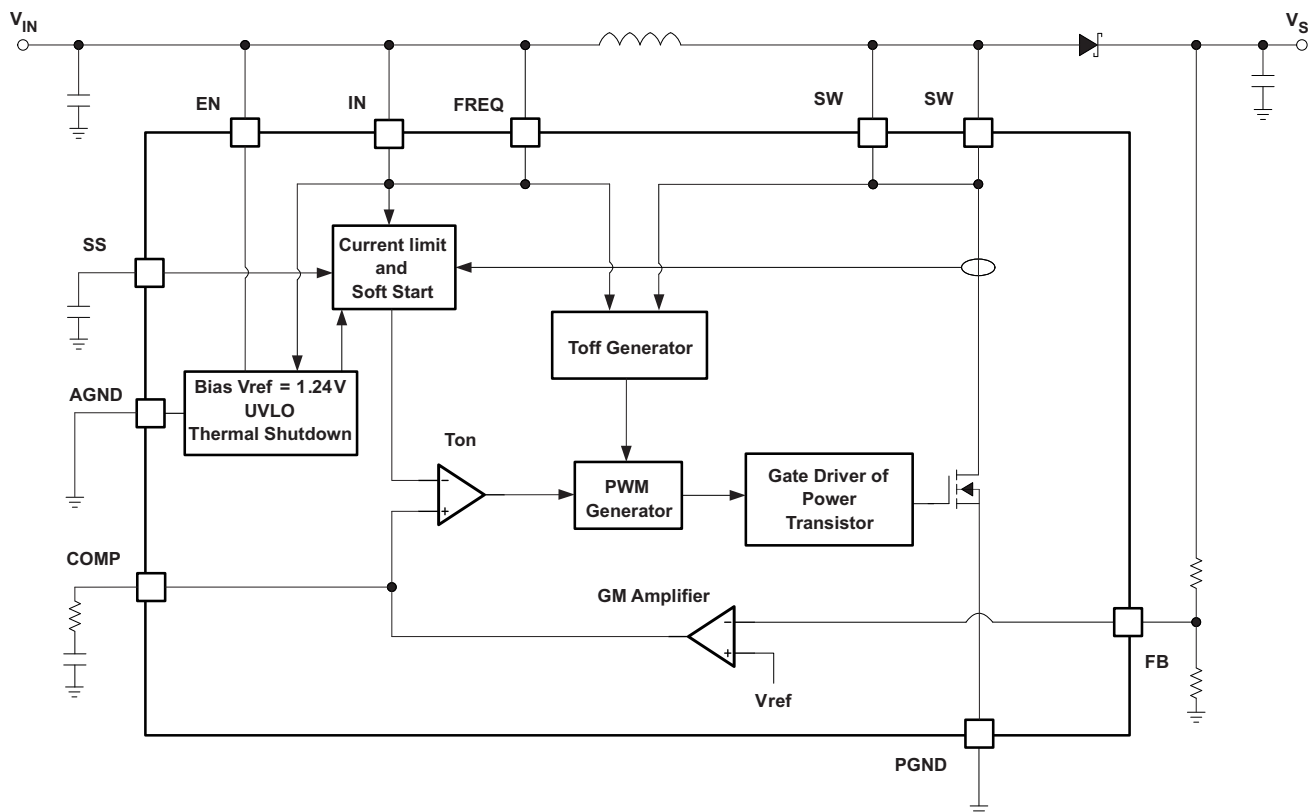 VIN
VS
EN
IN
FREQ
SW
SW
SS
Current limit
and
Soft Start
Toff Generator
AGND
Bias Vref = 1.24V
UVLO
Thermal Shutdown
Ton
−
+
PWM
Generator
Gate Driver of
Power
Transistor
COMP
GM Amplifier
−
+
Vref
FB
PGND